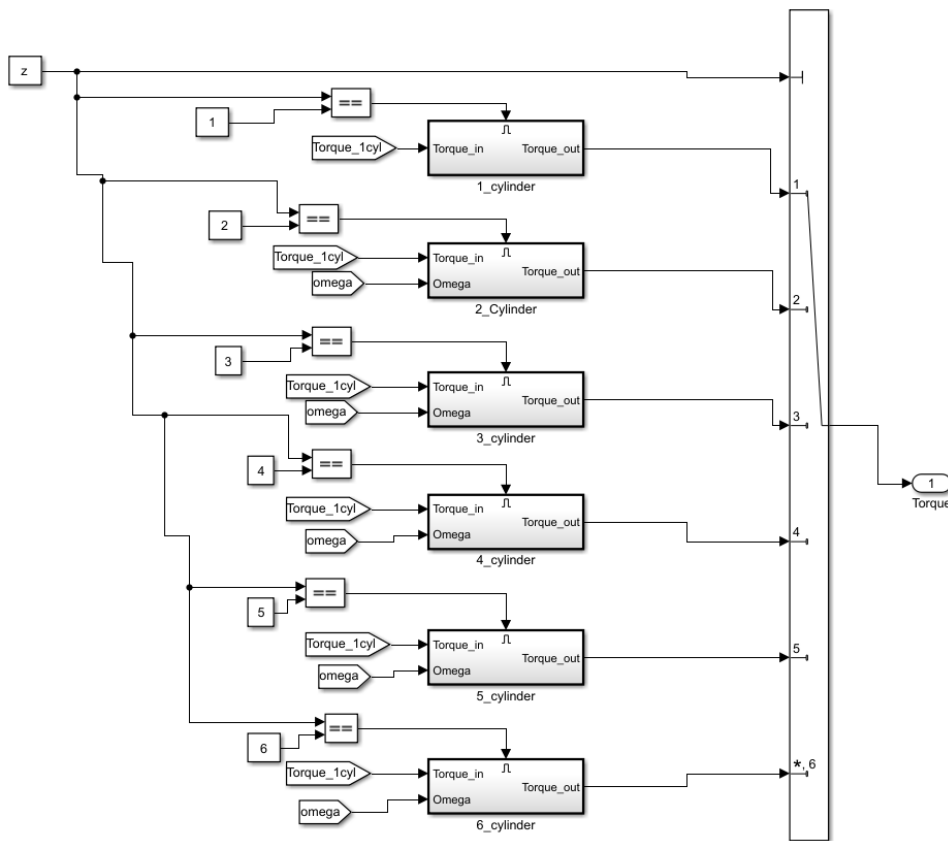 z
==
1
Torque_1cyl
Torque_in
Torque_out
1_cylinder
1
==
2
Torque_1cyl
omega
Torque_in
Omega
Torque_out
2_Cylinder
2
==
3
Torque_1cyl
omega
Torque_in
Omega
Torque_out
3_cylinder
3
==
4
Torque_1cyl
omega
Torque_in
Omega
Torque_out
4_cylinder
4
1
Torque
==
5
Torque_1cyl
omega
Torque_in
Omega
Torque_out
5_cylinder
5
==
6
Torque_1cyl
omega
Torque_in
Omega
Torque_out
6_cylinder
*, 6